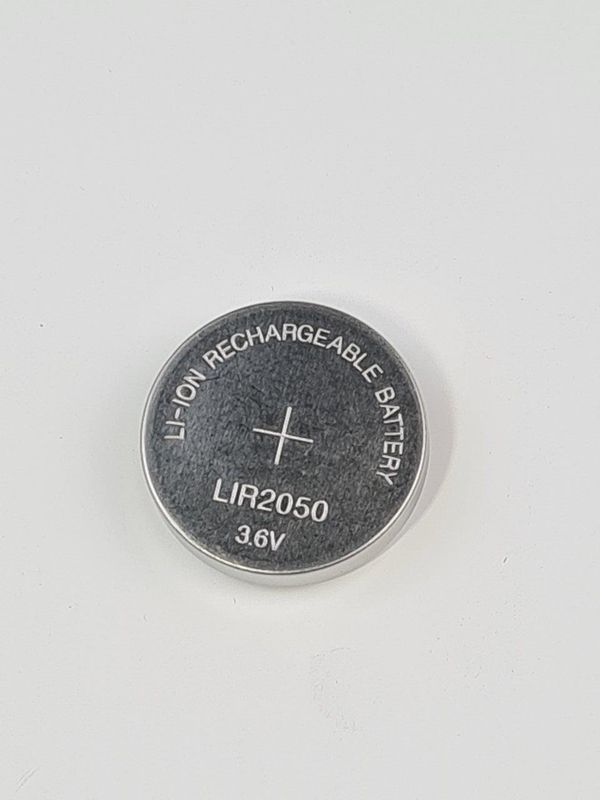 LI-ION RECHARGEABLE BATTERY
+
LIR2050
3.6V